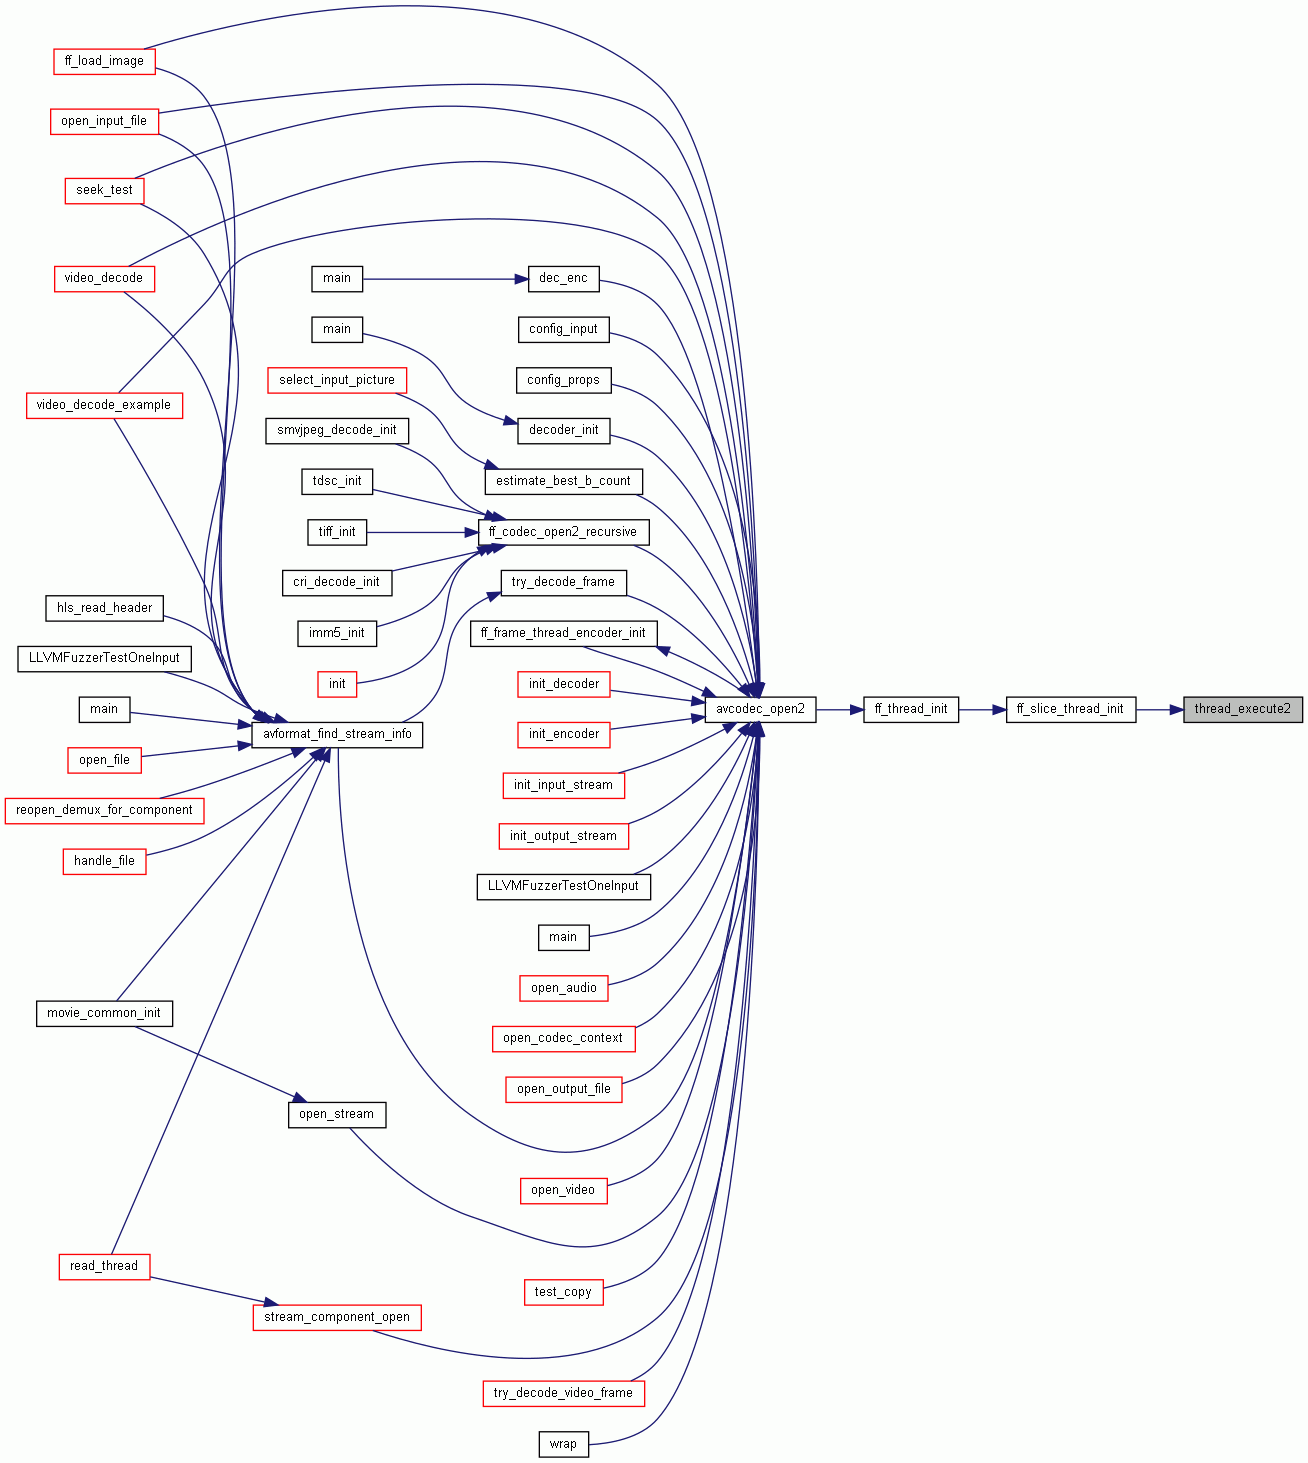 ff_load_image
open_input_file
seek_test
video_decode
main
dec_enc
main
config_input
select_input_picture
config_props
video_decode_example
smvjpeg_decode_init
decoder_init
tdsc_init
estimate_best_b_count
tiff_init
ff_codec_open2_recursive
cri_decode_init
try_decode_frame
hls_read_header
imm5_init
ff_frame_thread_encoder_init
LLVMFuzzerTestOneInput
init
init_decoder
main
avcodec_open2
ff_thread_init
ff_slice_thread_init
thread_execute2
avformat_find_stream_info
init_encoder
open_file
init_input_stream
reopen_demux_for_component
init_output_stream
handle_file
LLVMFuzzerTestOneInput
main
open_audio
movie_common_init
open_codec_context
open_output_file
open_stream
open_video
read_thread
test_copy
stream_component_open
try_decode_video_frame
wrap